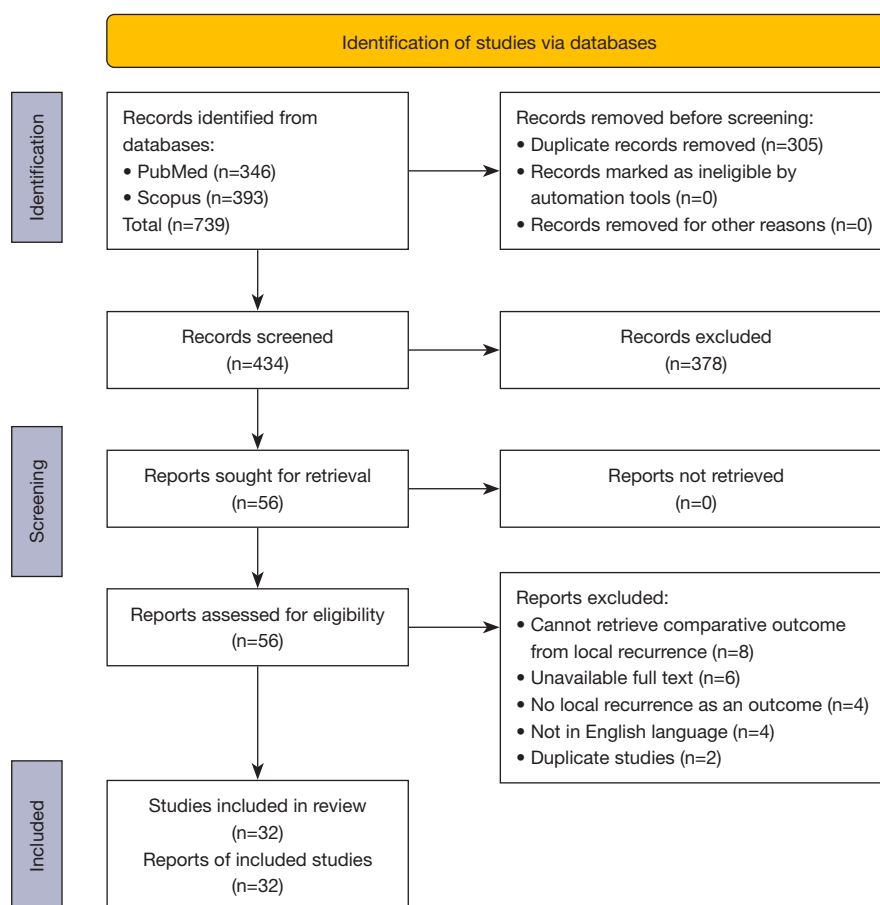 Identification of studies via databases
Identification
Records identified from
databases:
• PubMed (n=346)
• Scopus (n=393)
Total (n=739)
Records removed before screening:
• Duplicate records removed (n=305)
• Records marked as ineligible by
automation tools (n=0)
• Records removed for other reasons (n=0)
Records screened
(n=434)
Records excluded
(n=378)
Screening
Reports sought for retrieval
(n=56)
Reports not retrieved
(n=0)
Reports assessed for eligibility
(n=56)
Reports excluded:
• Cannot retrieve comparative outcome
from local recurrence (n=8)
• Unavailable full text (n=6)
• No local recurrence as an outcome (n=4)
• Not in English language (n=4)
• Duplicate studies (n=2)
Included
Studies included in review
(n=32)
Reports of included studies
(n=32)